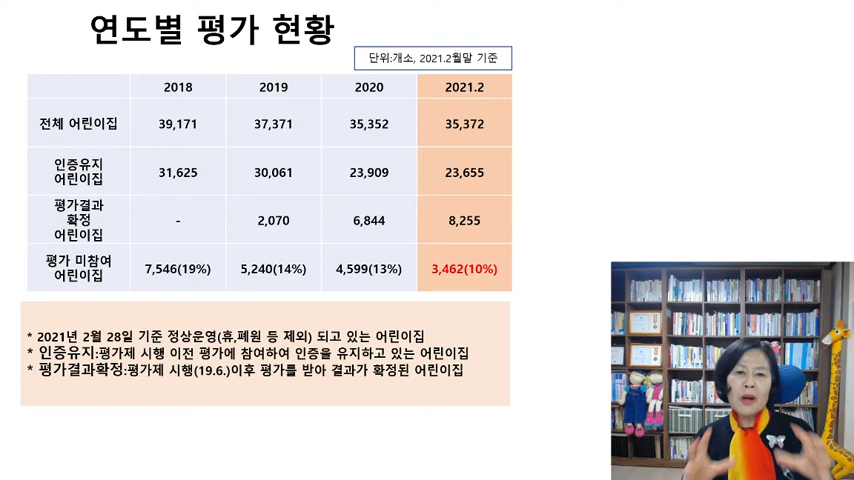 연도별 평가 현황
단위:개소, 2021.2월말 기준
2018 2019 2020 2021.2
전체 어린이집 39,171 37,371 35,352 35,372
인증유지
어린이집 31,625 30,061 23,909 23,655
평가결과
확정
어린이집 - 2,070 6,844 8,255
평가 미참여
어린이집 7,546(19%) 5,240(14%) 4,599(13%) 3,462(10%)
* 2021년 2월 28일 기준 정상운영(휴,폐원 등 제외) 되고 있는 어린이집
* 인증유지:평가제 시행 이전 평가에 참여하여 인증을 유지하고 있는 어린이집
* 평가결과확정:평가제 시행(19.6.)이후 평가를 받아 결과가 확정된 어린이집